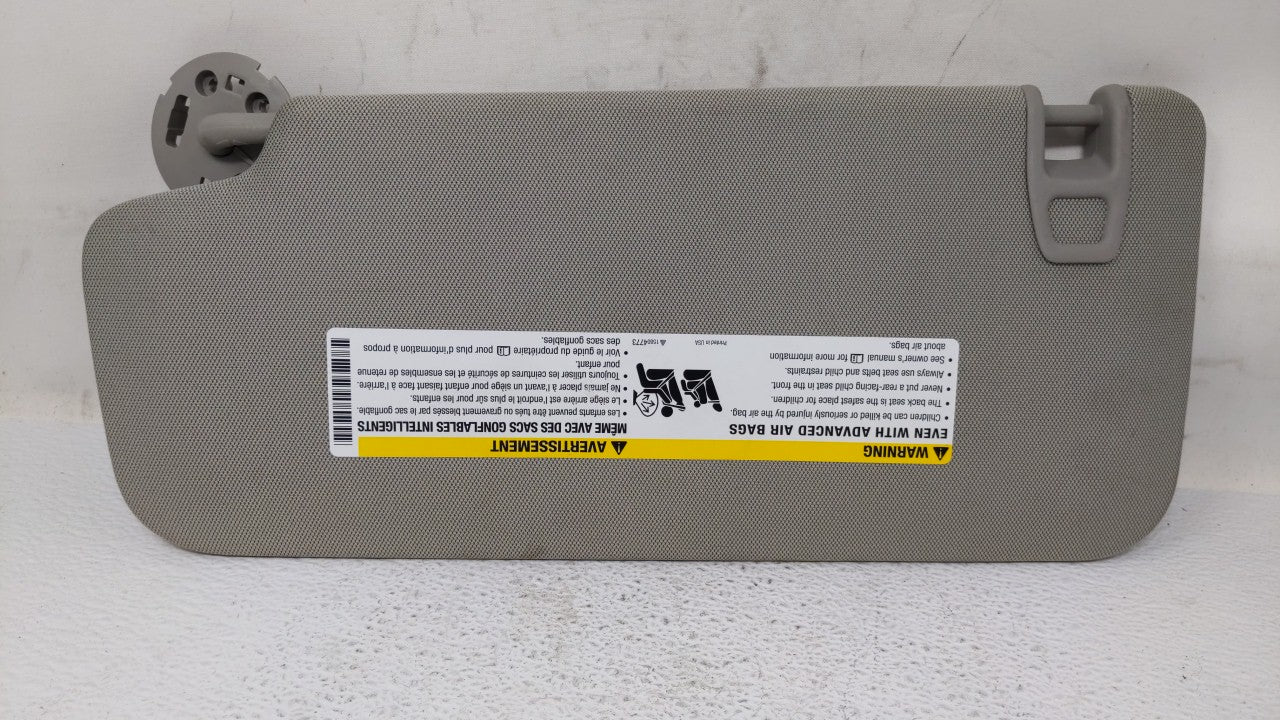 WARNING
EVEN WITH ADVANCED AIR BAGS
• Children can be killed or seriously injured by the air bag.
• The back seat is the safest place for children.
• Never put a rear-facing child seat in the front.
• Always use seat belts and child restraints.
• See owner's manual for more information
about air bags.
Printed in USA
15904773
AVERTISSEMENT
MÊME AVEC DES SACS GONFLABLES INTELLIGENTS
• Les enfants peuvent être tués ou gravement blessés par le sac gonflable.
• Le siège arrière est l'endroit le plus sûr pour les enfants.
• Ne jamais placer à l'avant un siège pour enfant faisant face à l'arrière.
• Toujours utiliser les ceintures de sécurité et les ensembles de retenue
pour enfant.
• Voir le guide du propriétaire pour plus d'information à propos
des sacs gonflables.